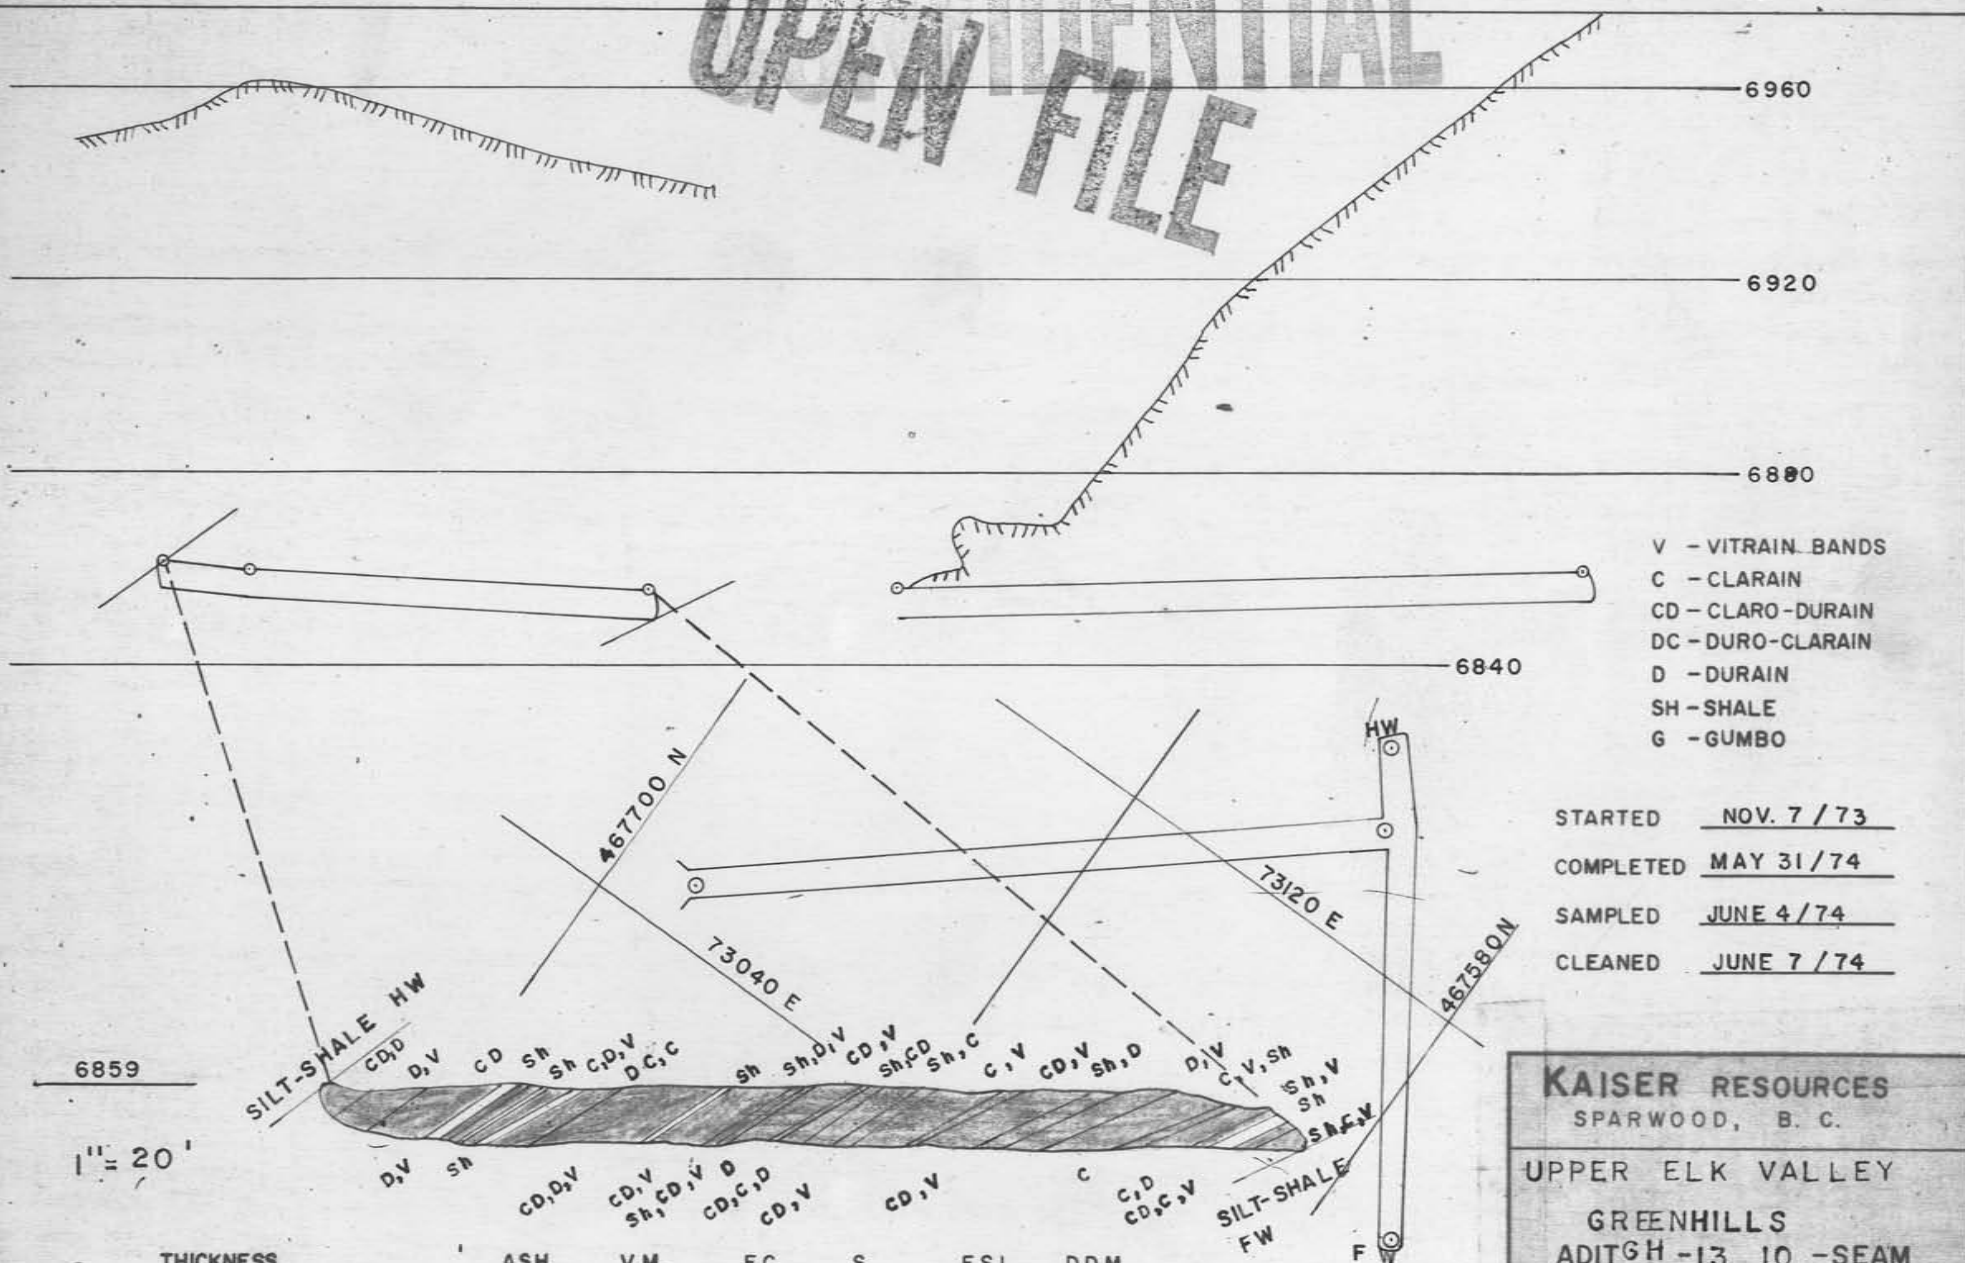 CONFIDENTIAL
OPEN FILE
6960
6920
6880
V - VITRAIN BANDS
C - CLARAIN
CD - CLARO-DURAIN
DC - DURO-CLARAIN
D - DURAIN
SH - SHALE
G - GUMBO
6840
HW
467700 N
73120 E
73040 E
467580N
STARTED NOV. 7 / 73
COMPLETED MAY 31 / 74
SAMPLED JUNE 4 / 74
CLEANED JUNE 7 / 74
6859
SILT-SHALE HW
CD,D
D,V
CD
Sh
Sh
C,D,V
D C, C
Sh
Sh,D,V
CD,V
Sh,CD
Sh,C
C,V
CD,V
Sh,D
D,V
C,V,Sh
Sh,V
Sh
Sh,C,V
1"= 20'
D,V
Sh
CD,D,V
CD,V
Sh,CD,V
D
CD,C,D
CD,V
CD,V
C
C,D
CD,C,V
SILT-SHALE
FW
F W
KAISER RESOURCES
SPARWOOD, B. C.
UPPER ELK VALLEY
GREENHILLS
ADIT GH -13 10 -SEAM
THICKNESS ASH V.M. F.C. S. F.S.I. D.D.M.